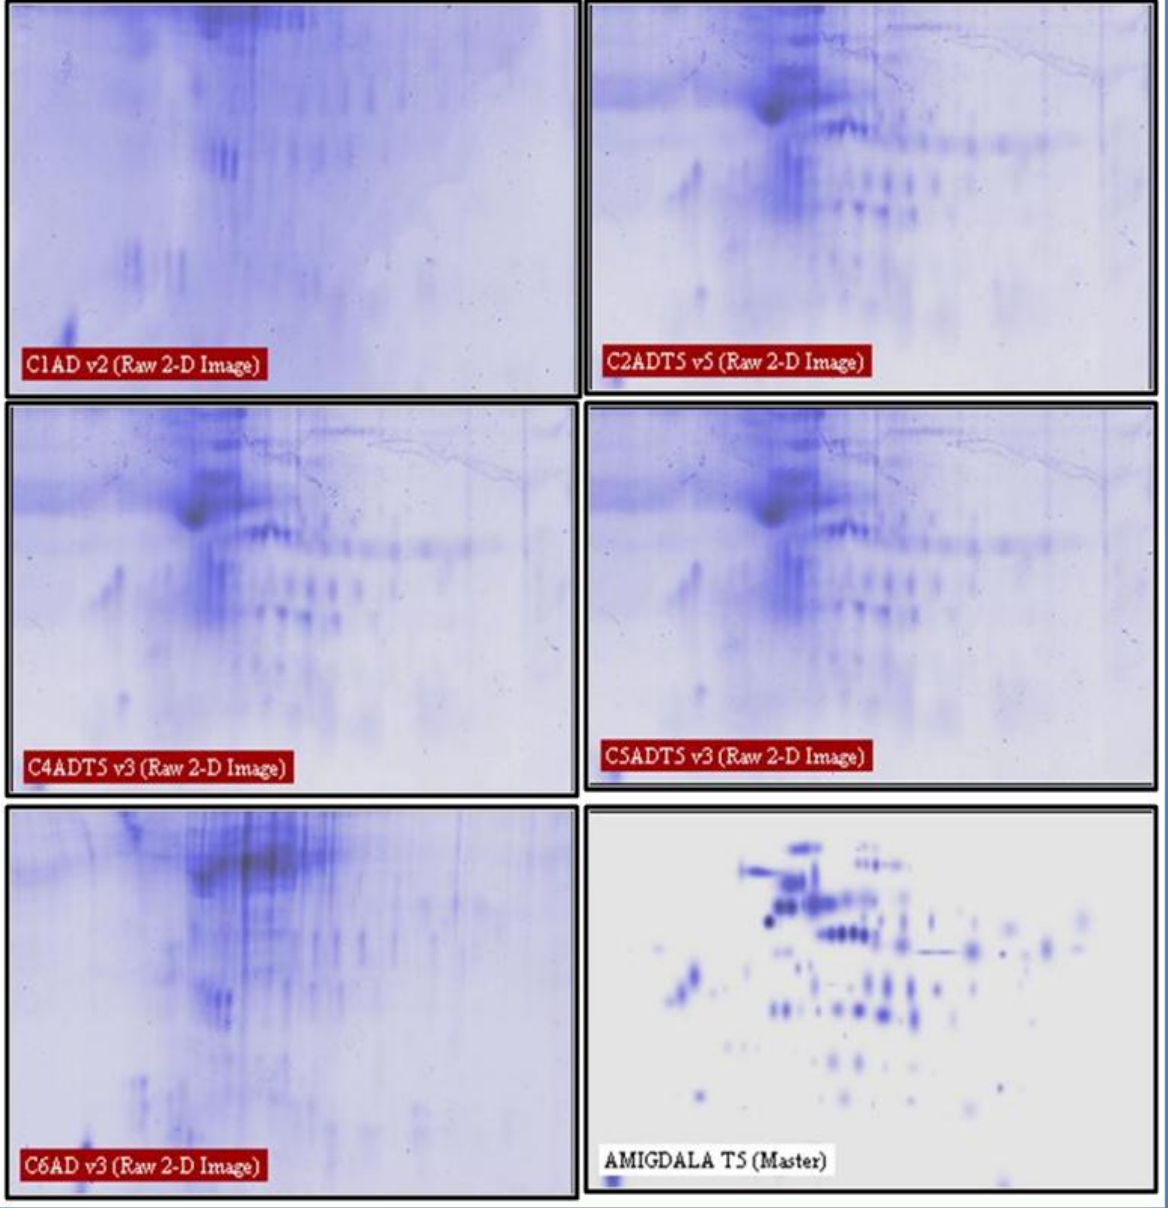 C1AD v2 (Raw 2-D Image)
C2ADT5 v5 (Raw 2-D Image)
C4ADT5 v3 (Raw 2-D Image)
C5ADT5 v3 (Raw 2-D Image)
C6AD v3 (Raw 2-D Image)
AMIGDALA T5 (Master)